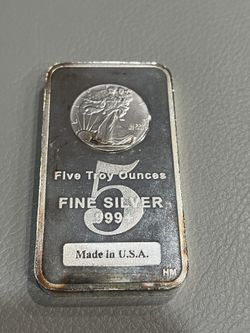 5
Five Troy Ounces
FINE SILVER
.999+
Made in U.S.A.
HM